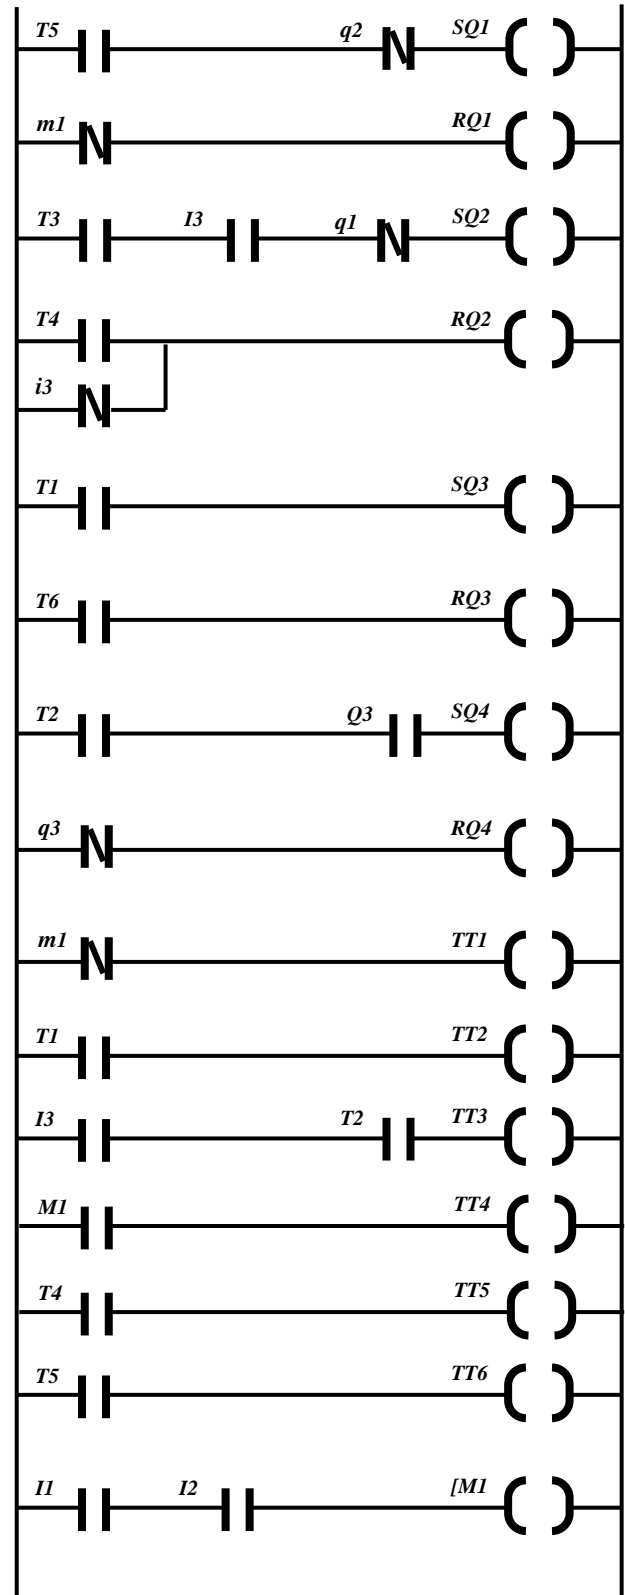 T5 q2 SQ1
m1 RQ1
T3 I3 q1 SQ2
T4 RQ2
i3
T1 SQ3
T6 RQ3
T2 Q3 SQ4
q3 RQ4
m1 TT1
T1 TT2
I3 T2 TT3
M1 TT4
T4 TT5
T5 TT6
I1 I2 [M1